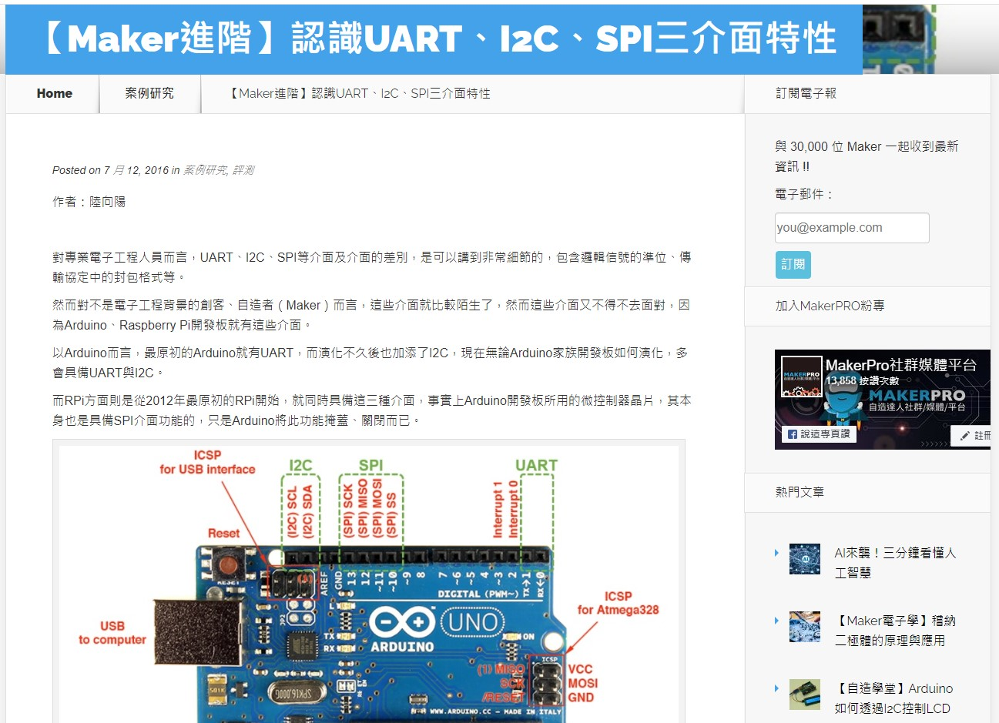 【Maker進階】認識UART、I2C、SPI三介面特性
Home
案例研究
【Maker進階】認識UART、I2C、SPI三介面特性
Posted on 7 月 12, 2016 in 案例研究, 評測
作者：陸向陽
對專業電子工程人員而言，UART、I2C、SPI等介面及介面的差別，是可以講到非常細節的，包含邏輯信號的準位、傳
輸協定中的封包格式等。
然而對不是電子工程背景的創客、自造者（Maker）而言，這些介面就比較陌生了，然而這些介面又不得不去面對，因
為Arduino、Raspberry Pi開發板就有這些介面。
以Arduino而言，最原初的Arduino就有UART，而演化不久後也加添了I2C，現在無論Arduino家族開發板如何演化，多
會具備UART與I2C。
而RPi方面則是從2012年最原初的RPi開始，就同時具備這三種介面，事實上Arduino開發板所用的微控制器晶片，其本
身也是具備SPI介面功能的，只是Arduino將此功能掩蓋、關閉而已。
ICSP
for USB interface
I2C
SPI
UART
(I2C) SCL
(I2C) SDA
(SPI) SCK
(SPI) MISO
(SPI) MOSI
(SPI) SS
Interrupt 1
Interrupt 0
Reset
RESET
AREF
GND
13
12
~11
~10
~9
8
7
~6
~5
4
~3
2
TX→1
RX←0
DIGITAL (PWM~)
USB
to computer
ICSP
for Atmega328
UNO
ARDUINO
L
TX
RX
ON
ICSP
(1) MISO
SCK
/RESET
VCC
MOSI
GND
SPK16.000G
WWW.ARDUINO.CC - MADE IN ITALY
訂閱電子報
與 30,000 位 Maker 一起收到最新
資訊 !!
電子郵件：
you@example.com
訂閱
加入MakerPRO粉專
MAKERPRO
MakerPro社群媒體平台
13,858 按讚次數
MAKERPRO
自造達人社群/媒體/平台
說這專頁讚
註冊
熱門文章
AI來襲！三分鐘看懂人
工智慧
【Maker電子學】稽納
二極體的原理與應用
【自造學堂】Arduino
如何透過I2C控制LCD